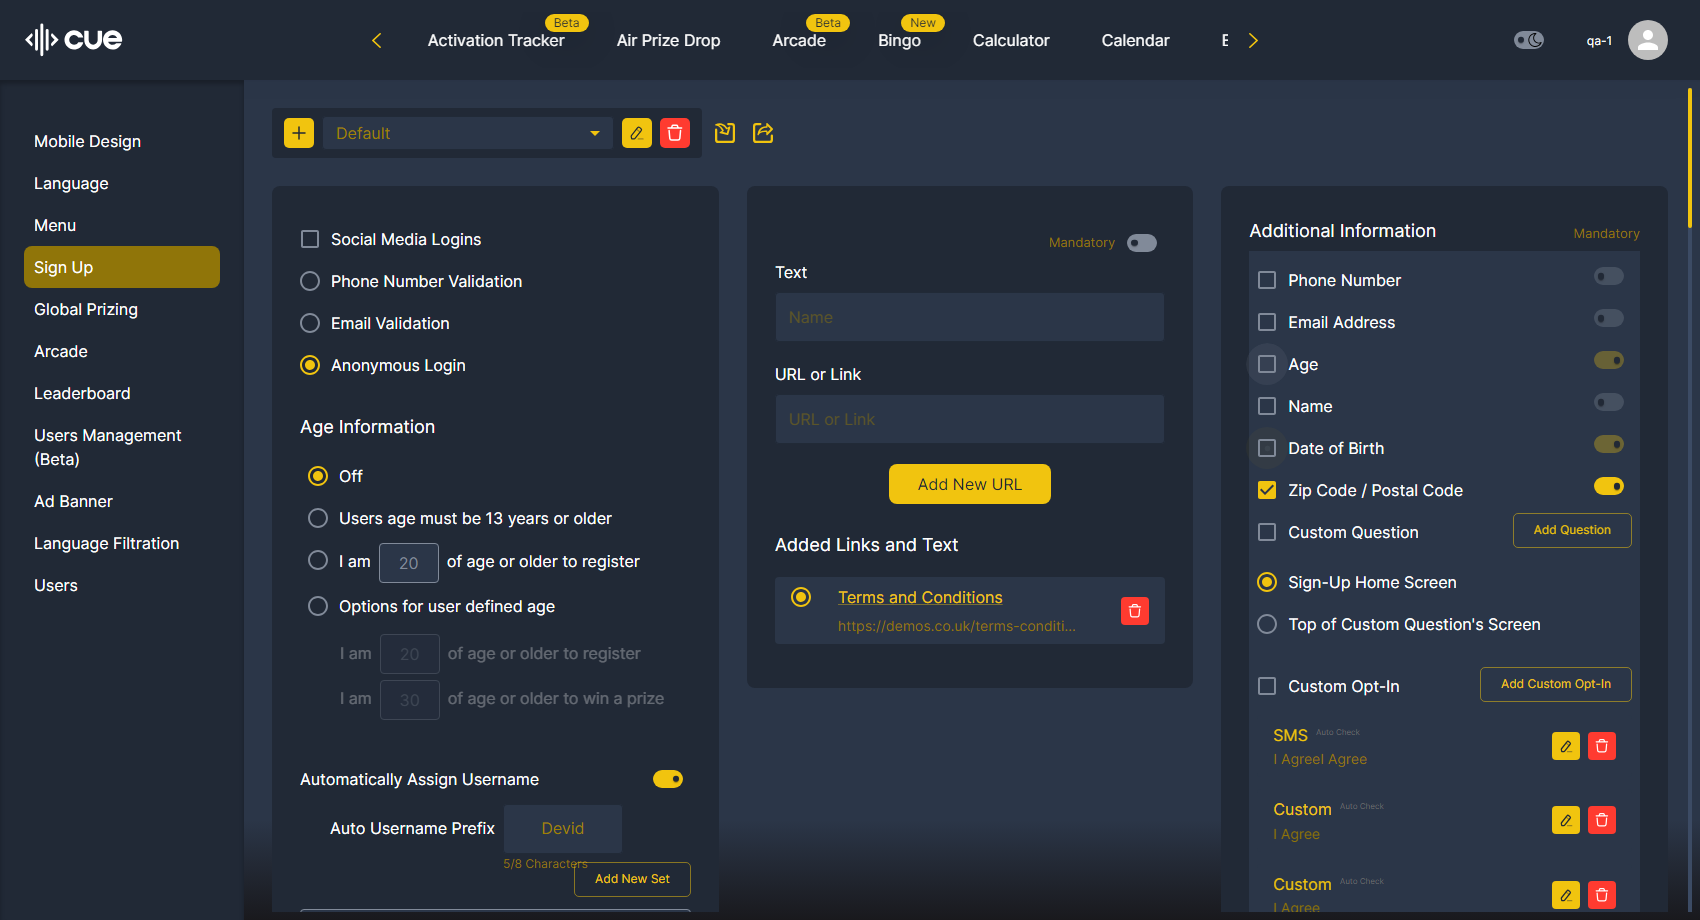 cue
Activation Tracker
Beta
Air Prize Drop
Arcade
Beta
Bingo
New
Calculator
Calendar
qa-1
Mobile Design
Language
Menu
Sign Up
Global Prizing
Arcade
Leaderboard
Users Management
(Beta)
Ad Banner
Language Filtration
Users
Default
Social Media Logins
Phone Number Validation
Email Validation
Anonymous Login
Age Information
Off
Users age must be 13 years or older
I am 20 of age or older to register
Options for user defined age
I am 20 of age or older to register
I am 30 of age or older to win a prize
Automatically Assign Username
Auto Username Prefix Devid
5/8 Characters
Add New Set
Mandatory
Text
Name
URL or Link
URL or Link
Add New URL
Added Links and Text
Terms and Conditions
https://demos.co.uk/terms-conditi...
Additional Information
Mandatory
Phone Number
Email Address
Age
Name
Date of Birth
Zip Code / Postal Code
Custom Question
Add Question
Sign-Up Home Screen
Top of Custom Question's Screen
Custom Opt-In
Add Custom Opt-In
SMS Auto Check
I AgreeI Agree
Custom Auto Check
I Agree
Custom Auto Check
I Agree